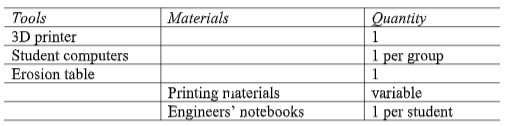 Tools Materials Quantity
3D printer 1
Student computers 1 per group
Erosion table 1
Printing materials variable
Engineers' notebooks 1 per student